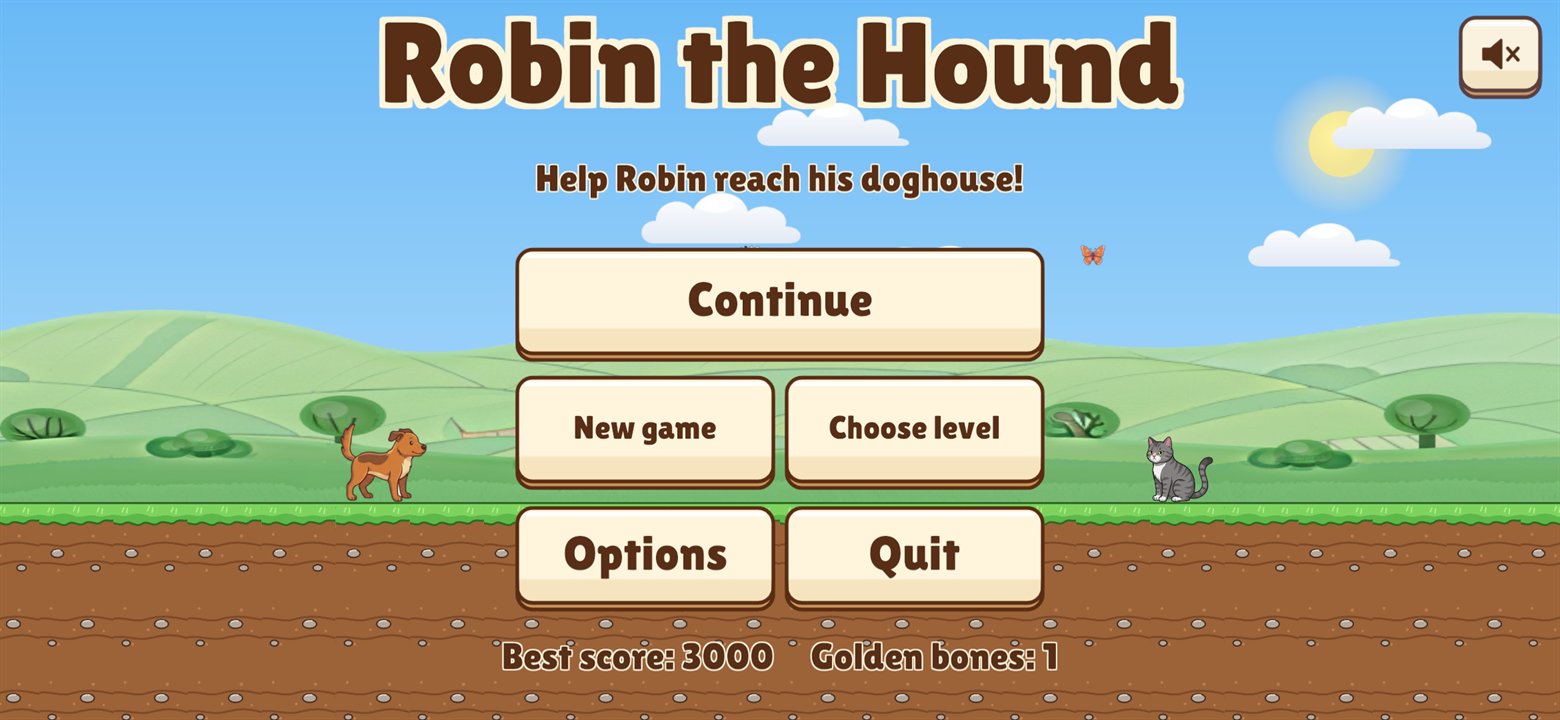 Robin the Hound
Help Robin reach his doghouse!
Continue
New game
Choose level
Options
Quit
Best score: 3000
Golden bones: 1